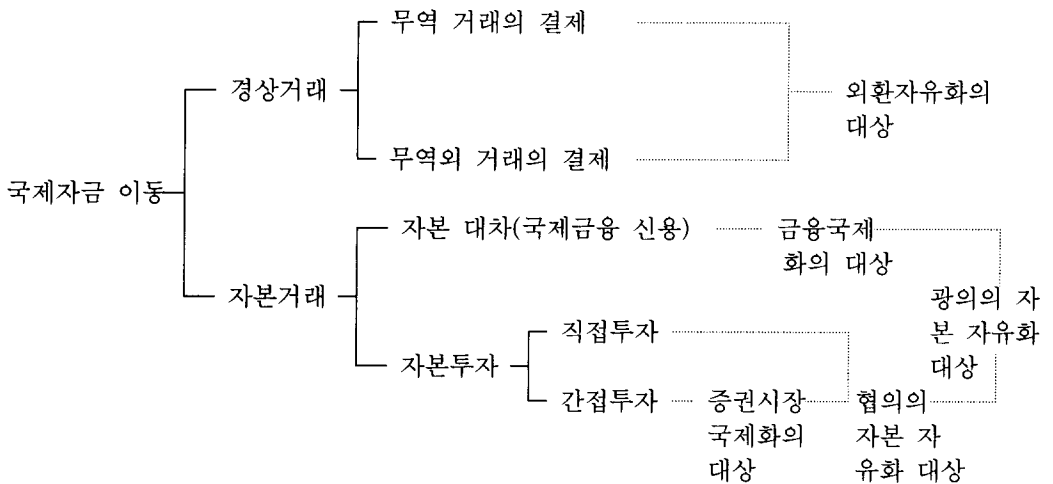 무역 거래의 결제
경상거래
외환자유화의
대상
무역외 거래의 결제
국제자금 이동
자본 대차(국제금융 신용)
금융국제
화의 대상
자본거래
광의의 자
본 자유화
대상
직접투자
자본투자
간접투자
증권시장
국제화의
대상
협의의
자본 자
유화 대상